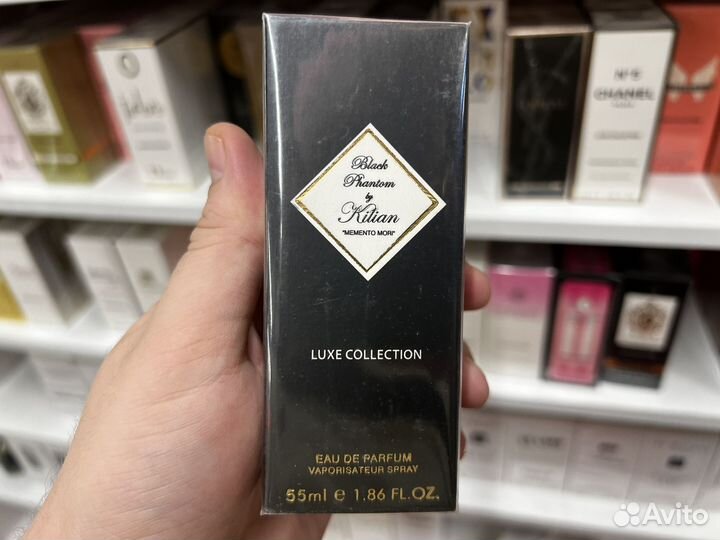 Black
Phantom
by
Kilian
"MEMENTO MORI"
LUXE COLLECTION
EAU DE PARFUM
VAPORISATEUR SPRAY
55ml e 1.86 FL.OZ.
N°5
CHANEL
Avito